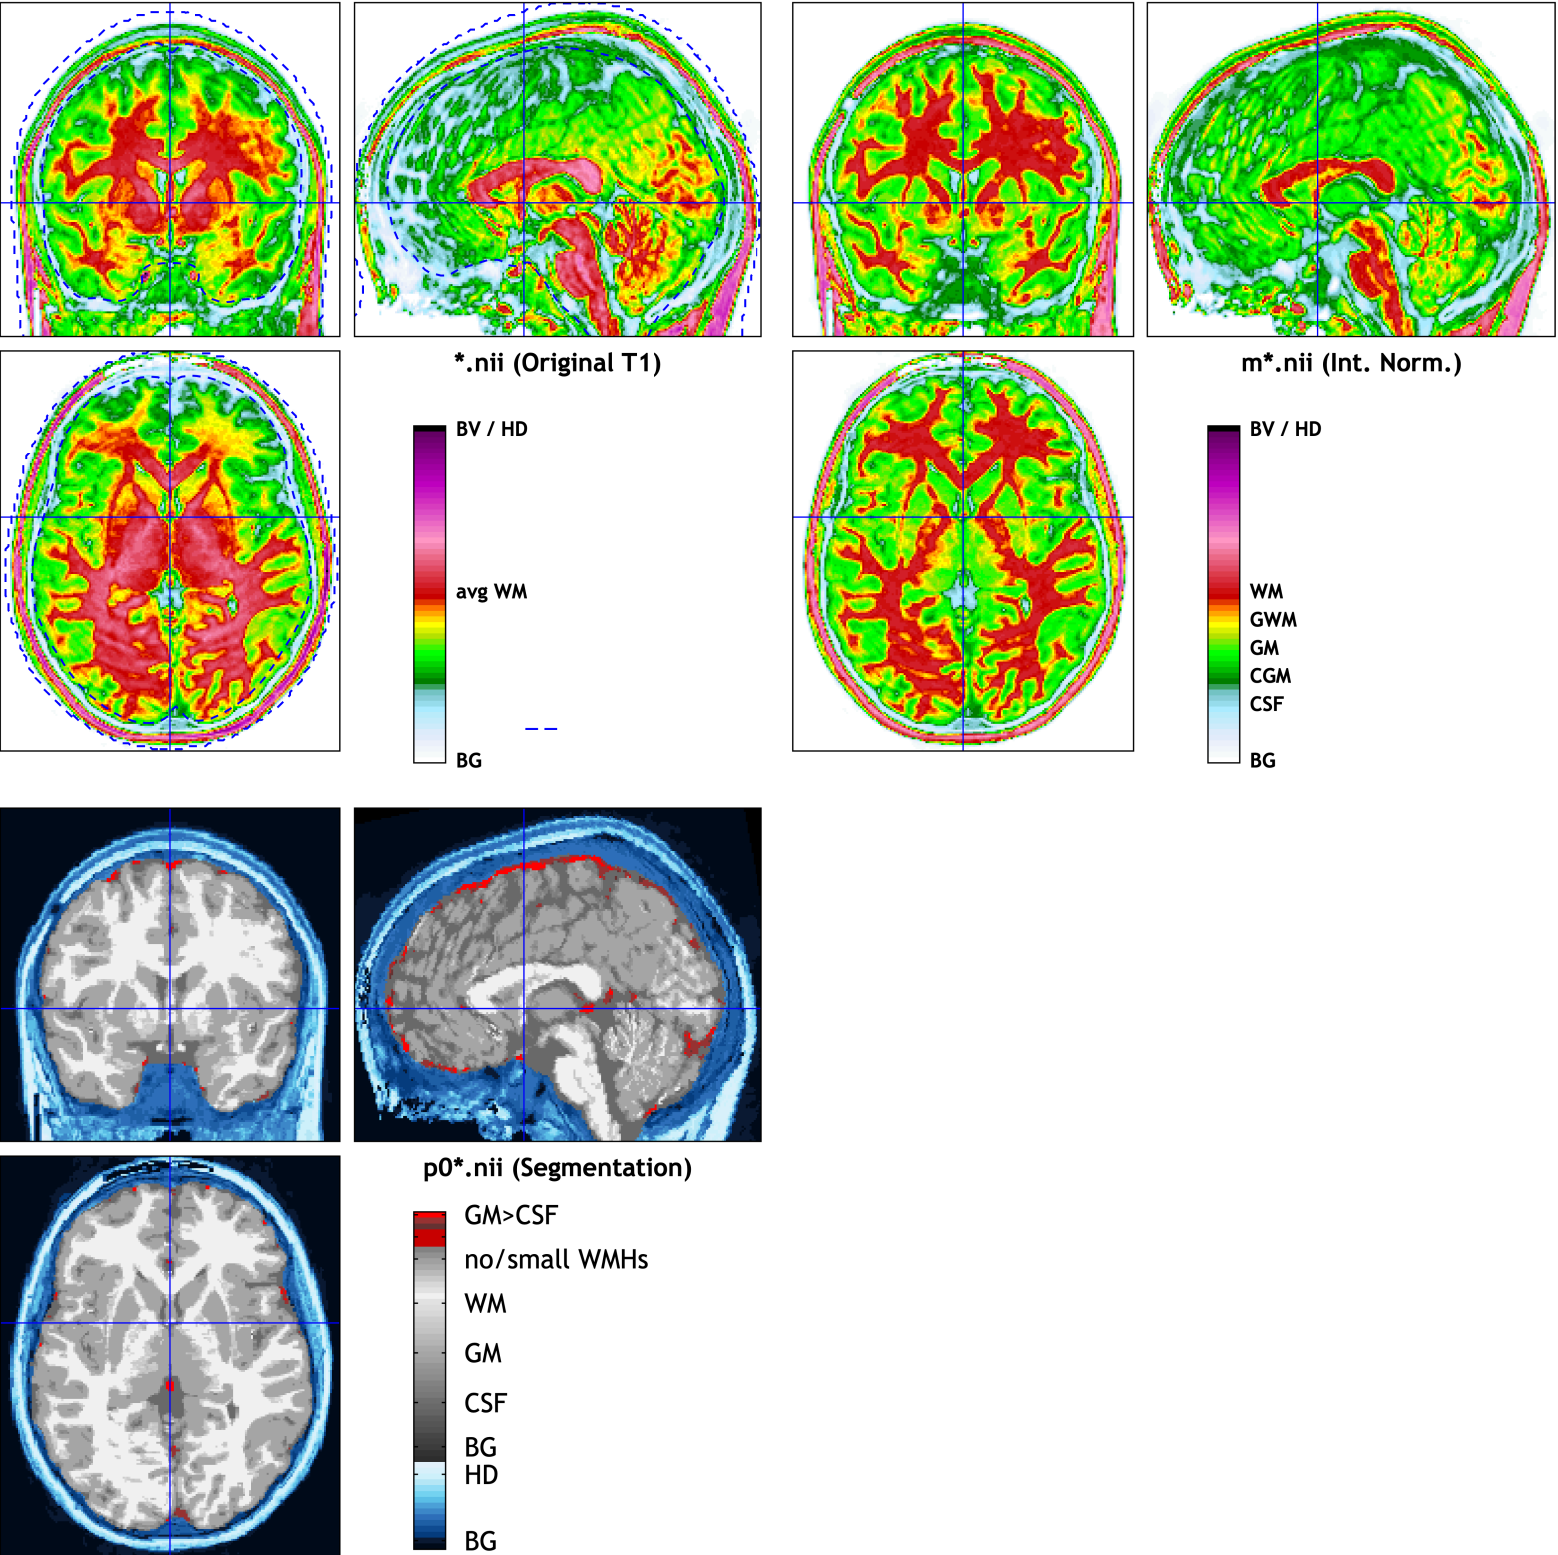 *.nii (Original T1)
BV / HD
avg WM
BG
m*.nii (Int. Norm.)
BV / HD
WM
GWM
GM
CGM
CSF
BG
p0*.nii (Segmentation)
GM>CSF
no/small WMHs
WM
GM
CSF
BG
HD
BG